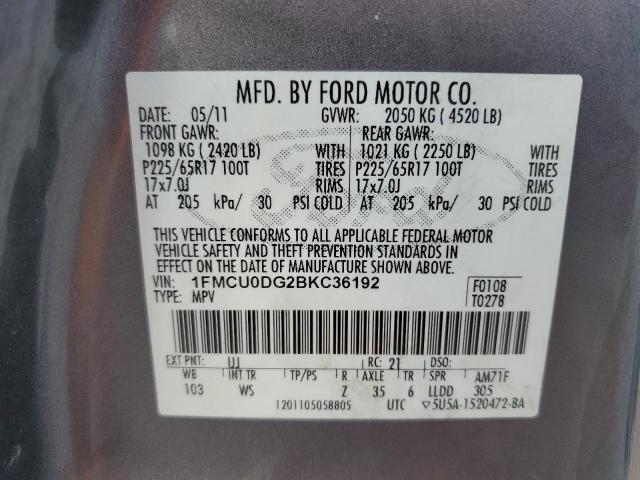 MFD. BY FORD MOTOR CO.
DATE: 05/11 GVWR: 2050 KG ( 4520 LB)
FRONT GAWR: REAR GAWR:
1098 KG ( 2420 LB) WITH 1021 KG ( 2250 LB) WITH
P225/65R17 100T TIRES P225/65R17 100T TIRES
17x7.0J RIMS 17x7.0J RIMS
AT 205 kPa/ 30 PSI COLD AT 205 kPa/ 30 PSI COLD
Ford
THIS VEHICLE CONFORMS TO ALL APPLICABLE FEDERAL MOTOR
VEHICLE SAFETY AND THEFT PREVENTION STANDARDS IN
EFFECT ON THE DATE OF MANUFACTURE SHOWN ABOVE.
VIN: 1FMCU0DG2BKC36192 F0108
TYPE: MPV T0278
EXT PNT: UJ RC: 21 DSO:
WB INT TR TP/PS R AXLE TR SPR AM71F
103 WS Z 35 6 LLDD 305
1201105058805 UTC ▽5U5A-1520472-BA